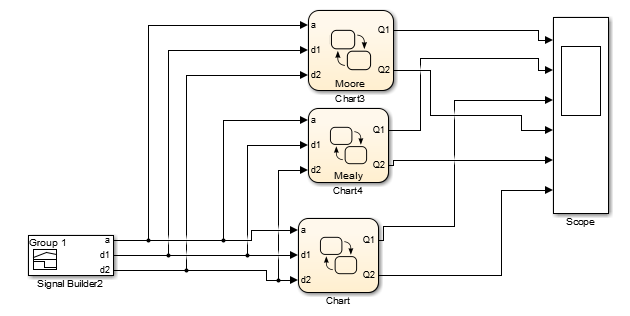 a
Q1
d1
Q2
d2
Moore
Chart3
a
Q1
d1
Q2
d2
Mealy
Chart4
Scope
a
Q1
d1
Q2
d2
Chart
Group 1
a
d1
d2
Signal Builder2